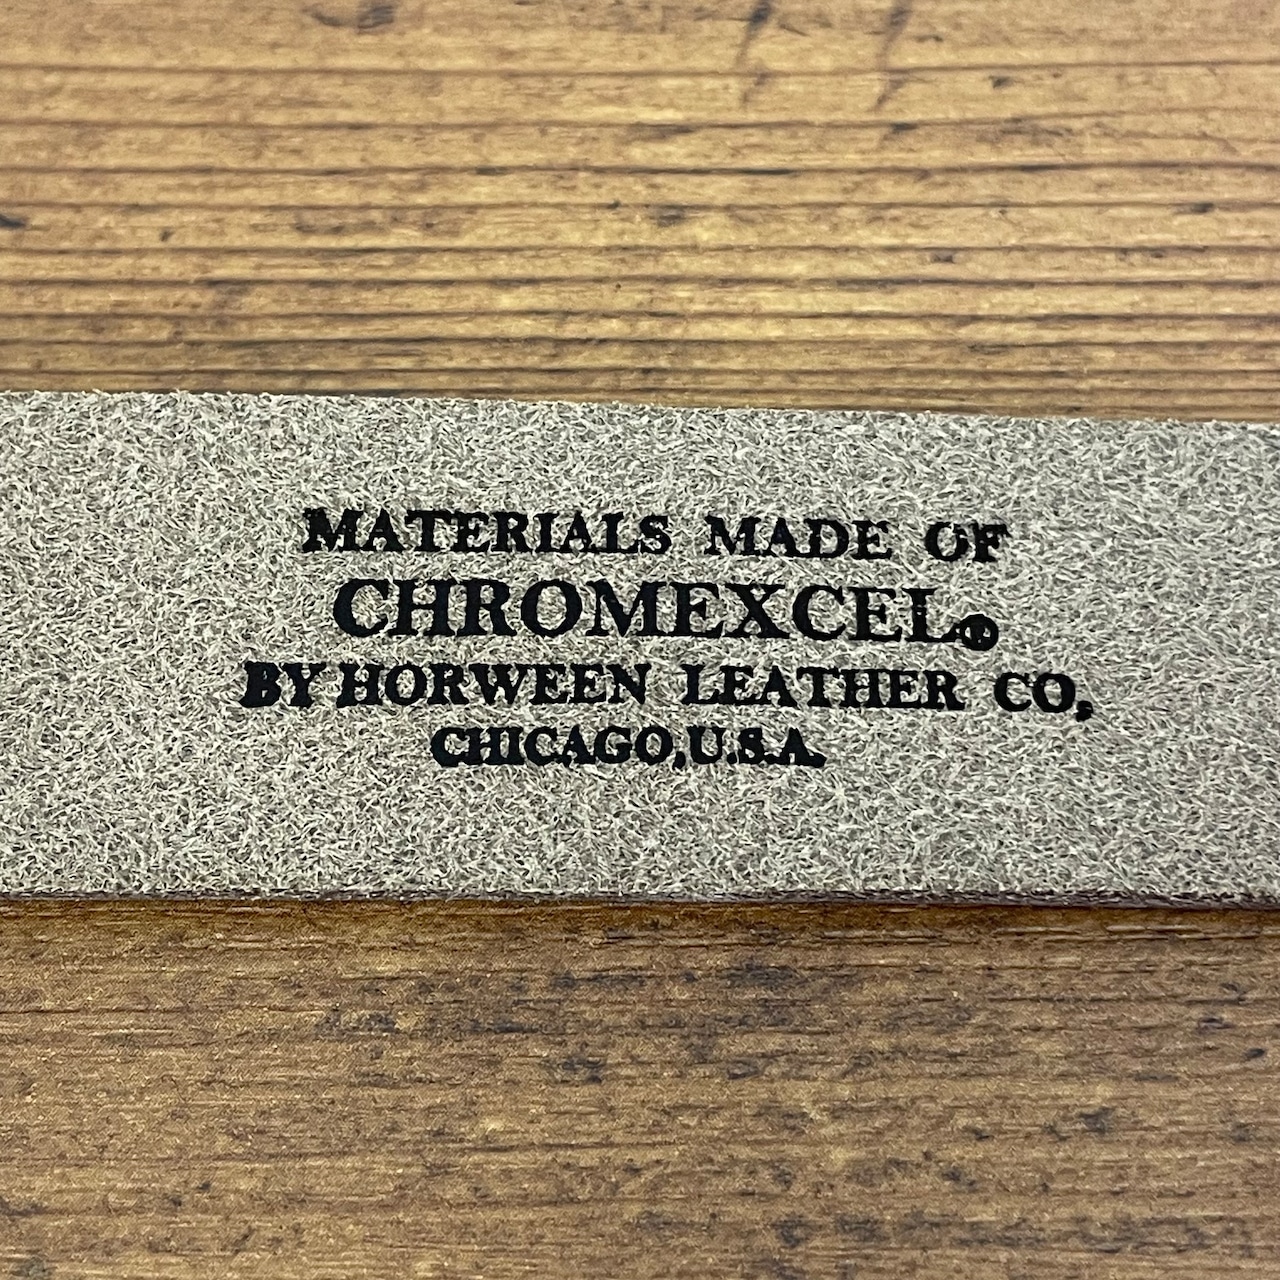 MATERIALS MADE OF
CHROMEXCEL®
BY HORWEEN LEATHER CO,
CHICAGO,U.S.A.